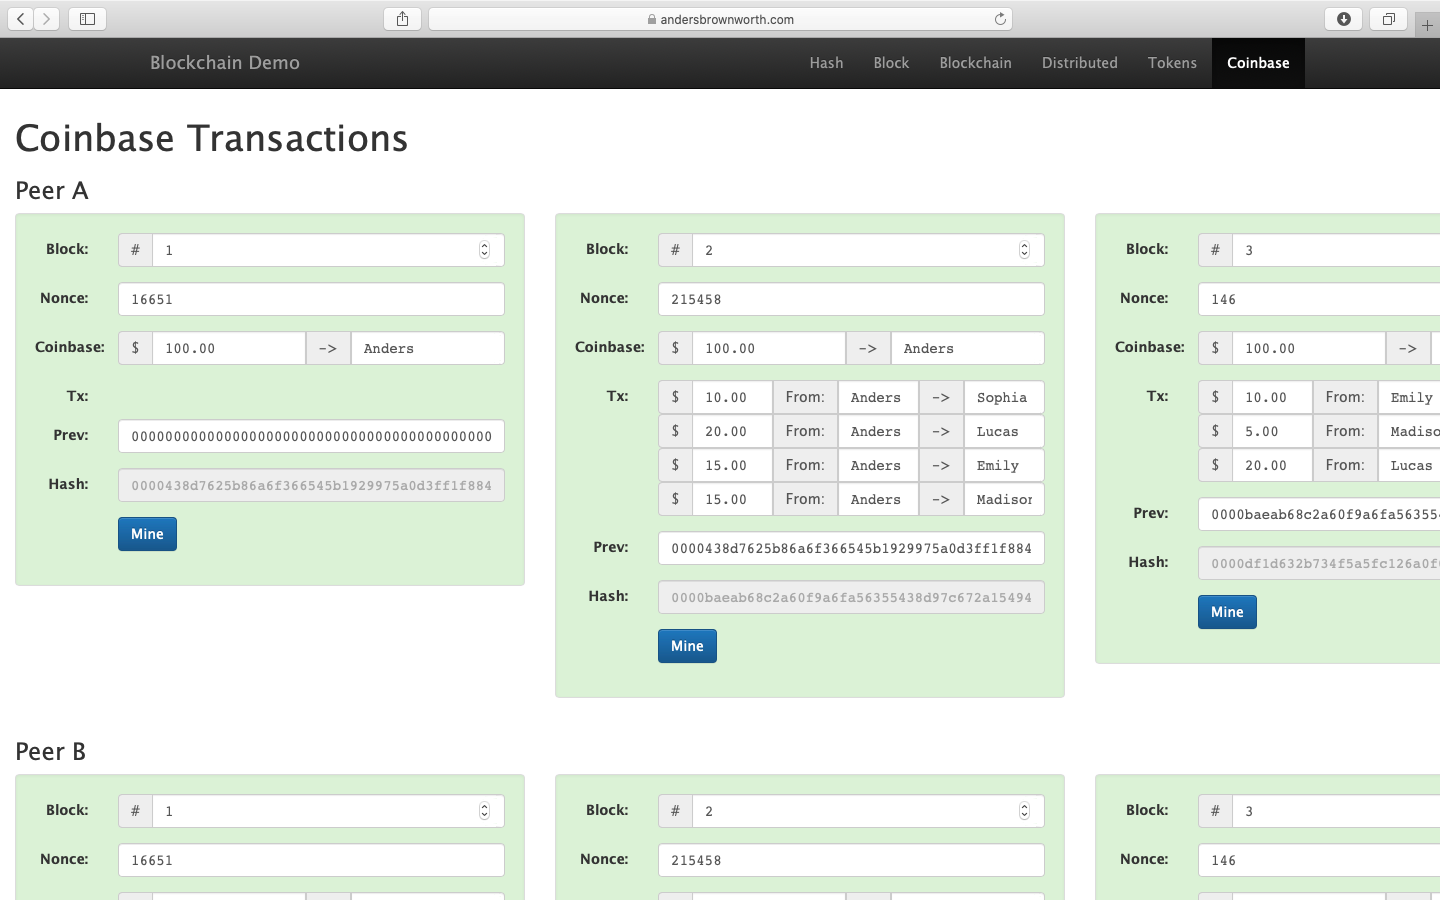 andersbrownworth.com
Blockchain Demo Hash Block Blockchain Distributed Tokens Coinbase
Coinbase Transactions
Peer A
Block: # 1
Nonce: 16651
Coinbase: $ 100.00 -> Anders
Tx:
Prev: 00000000000000000000000000000000000000000000
Hash: 0000438d7625b86a6f366545b1929975a0d3ff1f884
Mine
Block: # 2
Nonce: 215458
Coinbase: $ 100.00 -> Anders
Tx: $ 10.00 From: Anders -> Sophia
$ 20.00 From: Anders -> Lucas
$ 15.00 From: Anders -> Emily
$ 15.00 From: Anders -> Madison
Prev: 0000438d7625b86a6f366545b1929975a0d3ff1f884
Hash: 0000baeab68c2a60f9a6fa56355438d97c672a15494
Mine
Block: # 3
Nonce: 146
Coinbase: $ 100.00 ->
Tx: $ 10.00 From: Emily
$ 5.00 From: Madiso
$ 20.00 From: Lucas
Prev: 0000baeab68c2a60f9a6fa56355
Hash: 0000df1d632b734f5a5fc126a0f
Mine
Peer B
Block: # 1
Nonce: 16651
Block: # 2
Nonce: 215458
Block: # 3
Nonce: 146